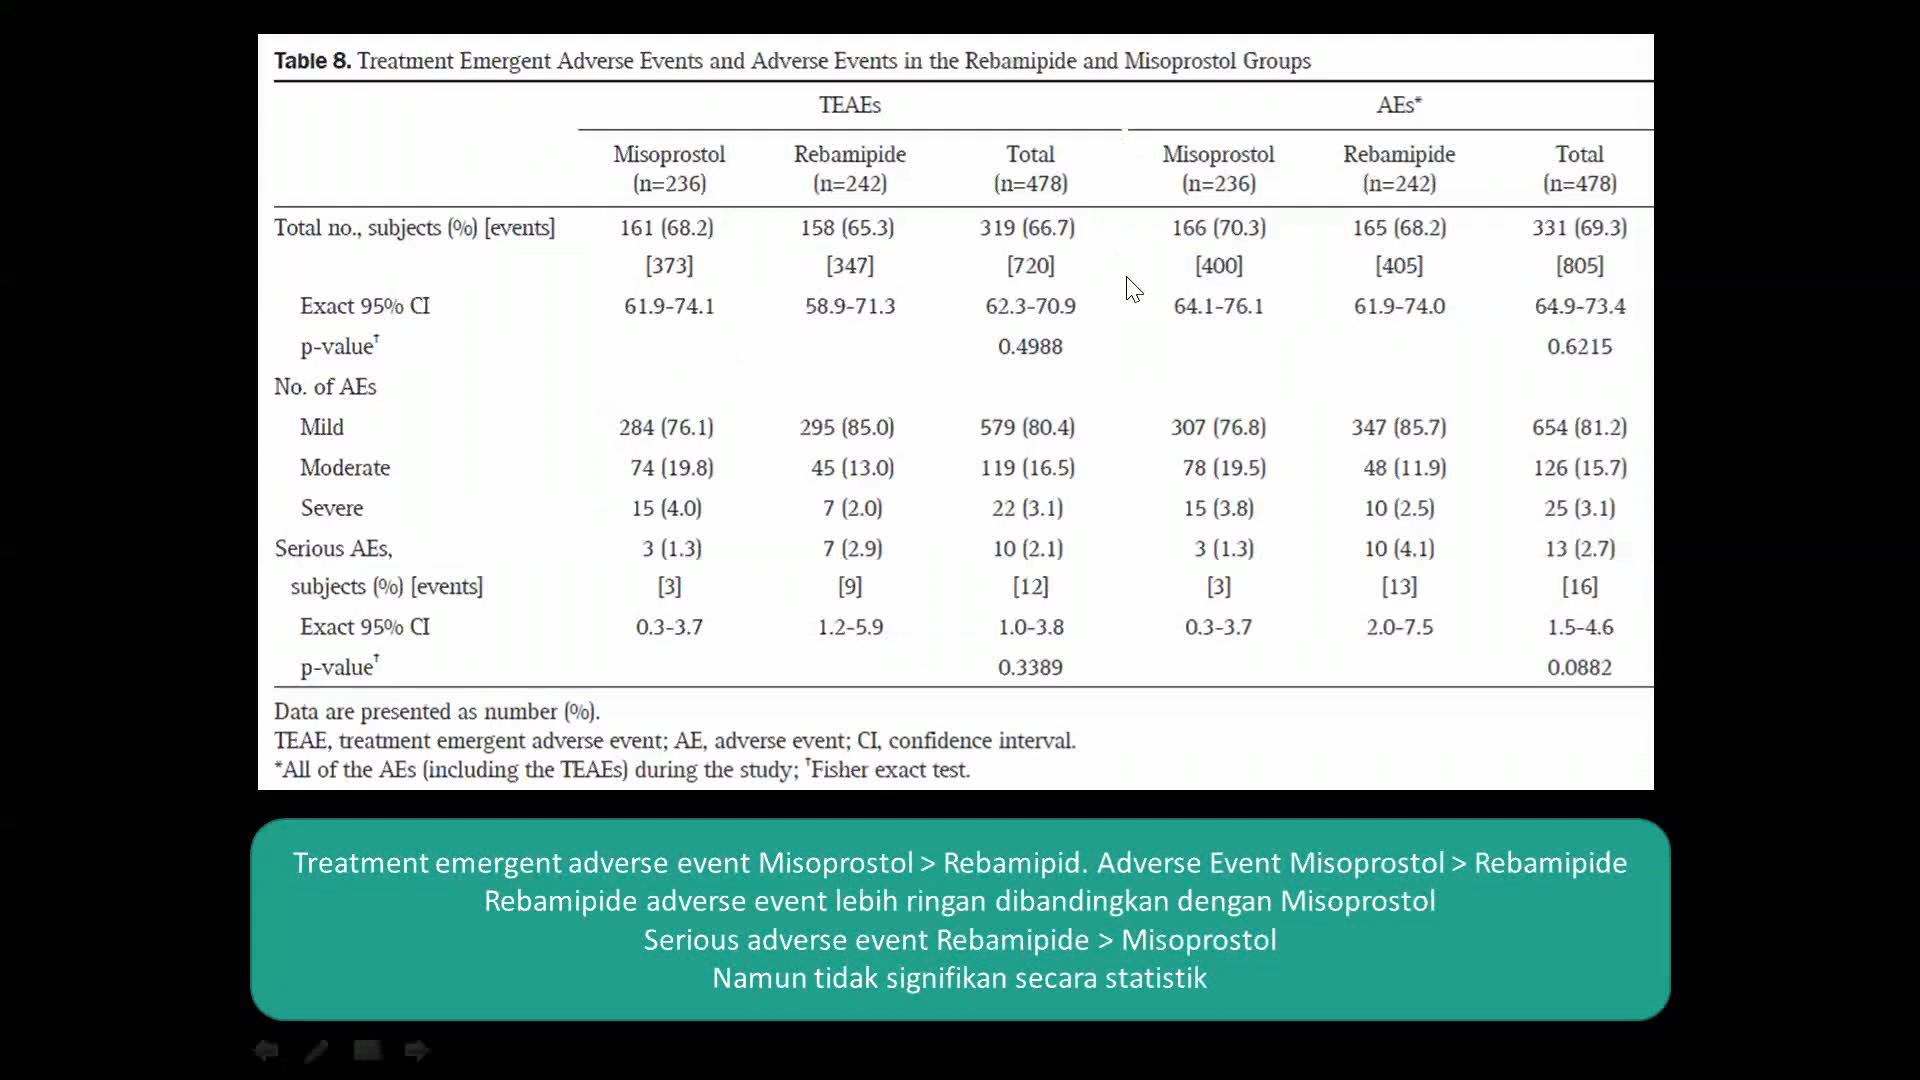 Table 8. Treatment Emergent Adverse Events and Adverse Events in the Rebamipide and Misoprostol Groups
TEAEs AEs*
Misoprostol Rebamipide Total Misoprostol Rebamipide Total
(n=236) (n=242) (n=478) (n=236) (n=242) (n=478)
Total no., subjects (%) [events] 161 (68.2) 158 (65.3) 319 (66.7) 166 (70.3) 165 (68.2) 331 (69.3)
[373] [347] [720] [400] [405] [805]
Exact 95% CI 61.9–74.1 58.9–71.3 62.3–70.9 64.1–76.1 61.9–74.0 64.9–73.4
p-value† 0.4988 0.6215
No. of AEs
Mild 284 (76.1) 295 (85.0) 579 (80.4) 307 (76.8) 347 (85.7) 654 (81.2)
Moderate 74 (19.8) 45 (13.0) 119 (16.5) 78 (19.5) 48 (11.9) 126 (15.7)
Severe 15 (4.0) 7 (2.0) 22 (3.1) 15 (3.8) 10 (2.5) 25 (3.1)
Serious AEs, 3 (1.3) 7 (2.9) 10 (2.1) 3 (1.3) 10 (4.1) 13 (2.7)
subjects (%) [events] [3] [9] [12] [3] [13] [16]
Exact 95% CI 0.3–3.7 1.2–5.9 1.0–3.8 0.3–3.7 2.0–7.5 1.5–4.6
p-value† 0.3389 0.0882
Data are presented as number (%).
TEAE, treatment emergent adverse event; AE, adverse event; CI, confidence interval.
*All of the AEs (including the TEAEs) during the study; †Fisher exact test.
Treatment emergent adverse event Misoprostol > Rebamipid. Adverse Event Misoprostol > Rebamipide
Rebamipide adverse event lebih ringan dibandingkan dengan Misoprostol
Serious adverse event Rebamipide > Misoprostol
Namun tidak signifikan secara statistik